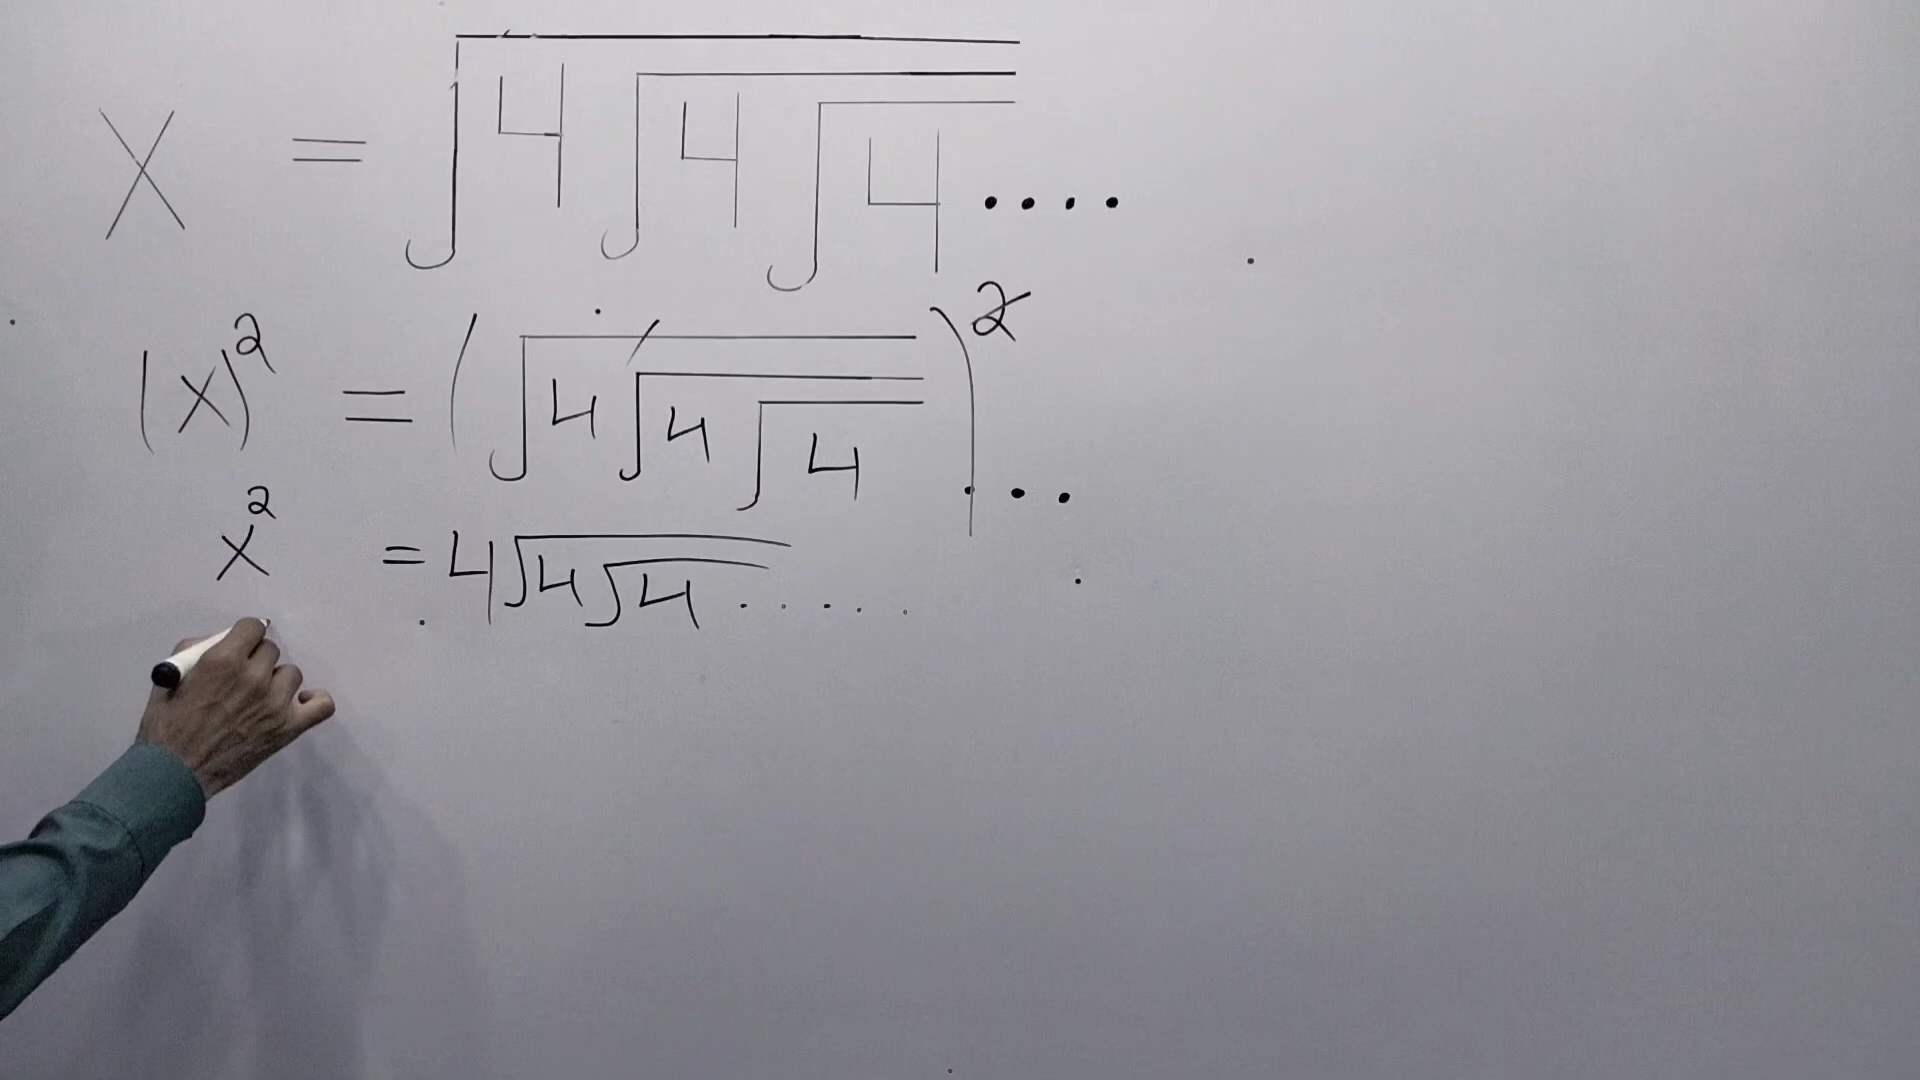 X = √4√4√4 ....
(x)² = (√4√4√4 ...)²
x² = 4√4√4 .....